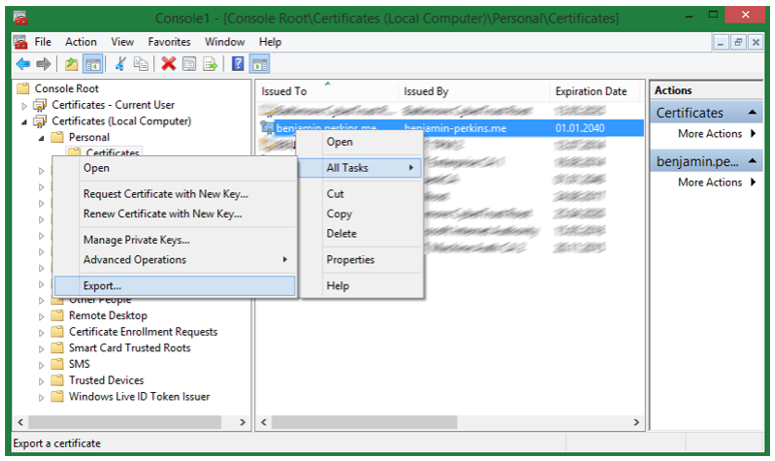 Console1 - [Console Root\Certificates (Local Computer)\Personal\Certificates]
File Action View Favorites Window Help
Console Root
Certificates - Current User
Certificates (Local Computer)
Personal
Certificates
Other People
Remote Desktop
Certificate Enrollment Requests
Smart Card Trusted Roots
SMS
Trusted Devices
Windows Live ID Token Issuer
Issued To Issued By Expiration Date
benjamin.perkins.me benjamin-perkins.me 01.01.2040
Open
All Tasks
Cut
Copy
Delete
Properties
Help
Open
Request Certificate with New Key...
Renew Certificate with New Key...
Manage Private Keys...
Advanced Operations
Export...
Actions
Certificates
More Actions
benjamin.pe...
More Actions
Export a certificate